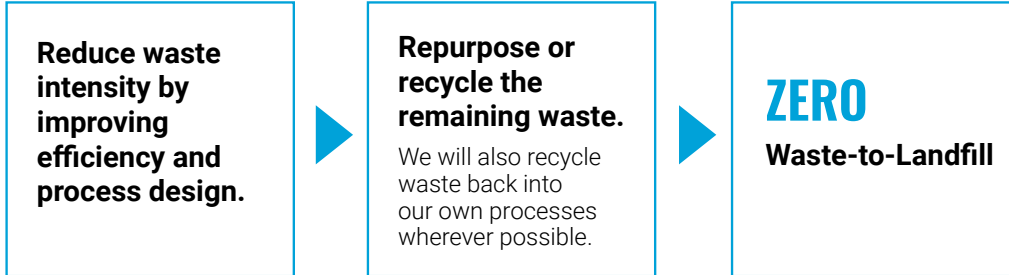 Reduce waste
intensity by
improving
efficiency and
process design.
Repurpose or
recycle the
remaining waste.
We will also recycle
waste back into
our own processes
wherever possible.
ZERO
Waste-to-Landfill